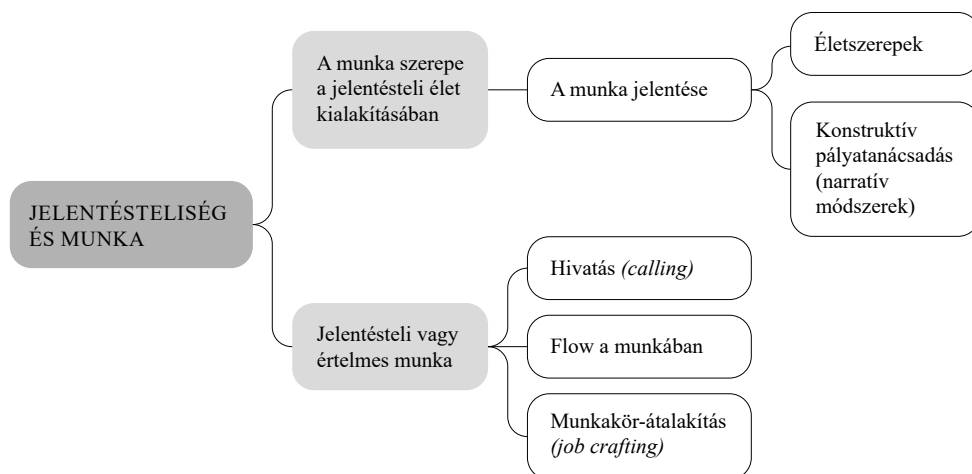 JELENTÉSTELISÉG
ÉS MUNKA
A munka szerepe
a jelentésteli élet
kialakításában
A munka jelentése
Életszerepek
Konstruktív
pályatanácsadás
(narratív
módszerek)
Jelentésteli vagy
értelmes munka
Hivatás (calling)
Flow a munkában
Munkakör-átalakítás
(job crafting)